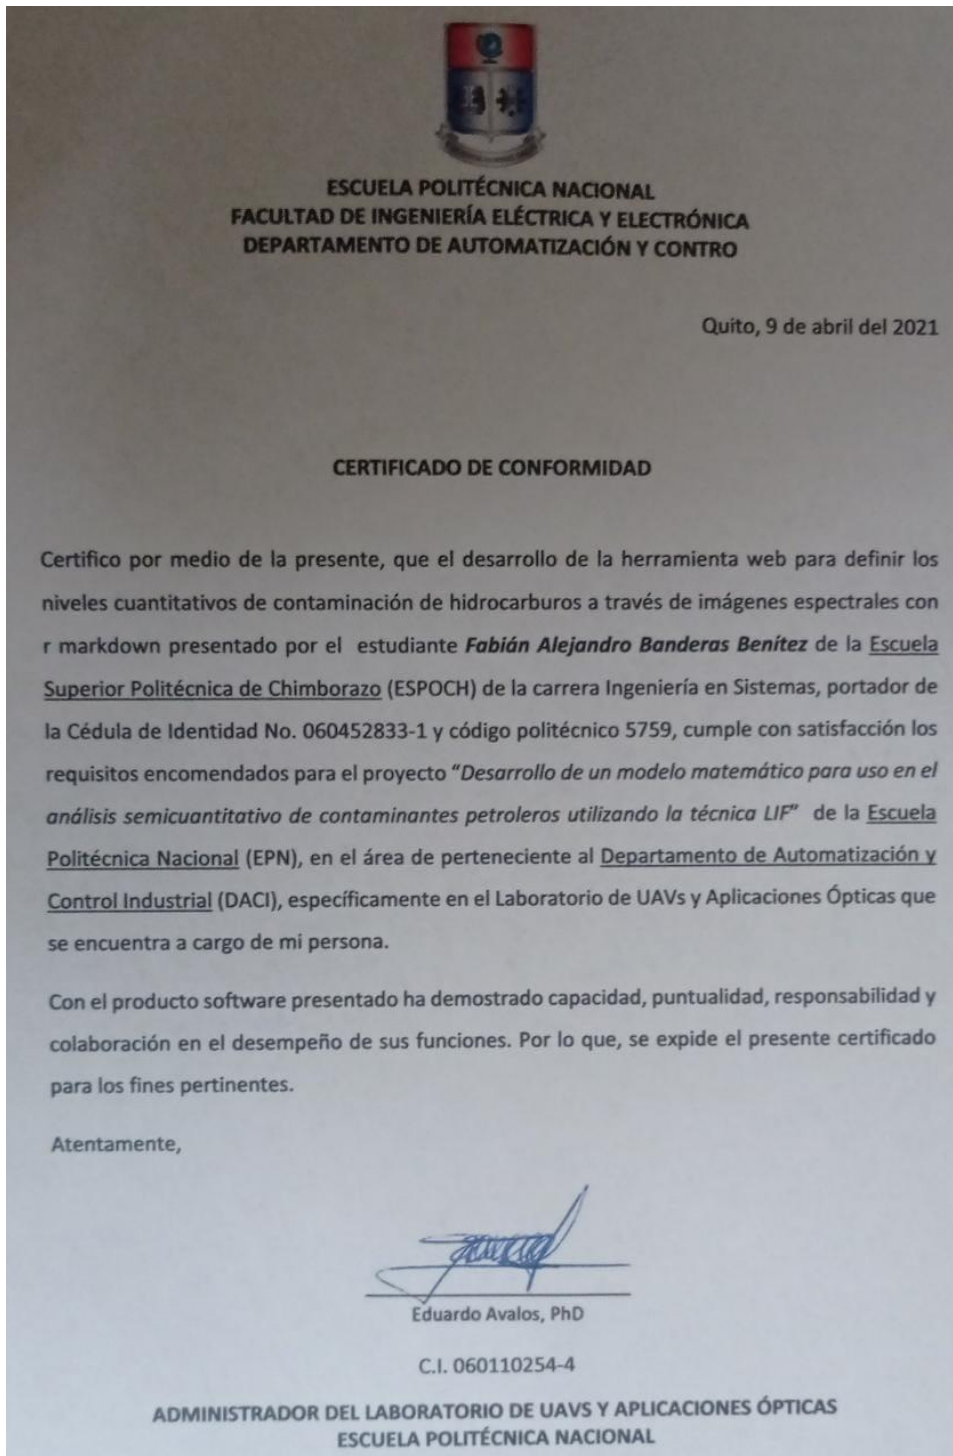 ESCUELA POLITÉCNICA NACIONAL
FACULTAD DE INGENIERÍA ELÉCTRICA Y ELECTRÓNICA
DEPARTAMENTO DE AUTOMATIZACIÓN Y CONTRO
Quito, 9 de abril del 2021
CERTIFICADO DE CONFORMIDAD
Certifico por medio de la presente, que el desarrollo de la herramienta web para definir los
niveles cuantitativos de contaminación de hidrocarburos a través de imágenes espectrales con
r markdown presentado por el estudiante Fabián Alejandro Banderas Benítez de la Escuela
Superior Politécnica de Chimborazo (ESPOCH) de la carrera Ingeniería en Sistemas, portador de
la Cédula de Identidad No. 060452833-1 y código politécnico 5759, cumple con satisfacción los
requisitos encomendados para el proyecto “Desarrollo de un modelo matemático para uso en el
análisis semicuantitativo de contaminantes petroleros utilizando la técnica LIF” de la Escuela
Politécnica Nacional (EPN), en el área de perteneciente al Departamento de Automatización y
Control Industrial (DACI), específicamente en el Laboratorio de UAVs y Aplicaciones Ópticas que
se encuentra a cargo de mi persona.
Con el producto software presentado ha demostrado capacidad, puntualidad, responsabilidad y
colaboración en el desempeño de sus funciones. Por lo que, se expide el presente certificado
para los fines pertinentes.
Atentamente,
Eduardo Avalos, PhD
C.I. 060110254-4
ADMINISTRADOR DEL LABORATORIO DE UAVS Y APLICACIONES ÓPTICAS
ESCUELA POLITÉCNICA NACIONAL